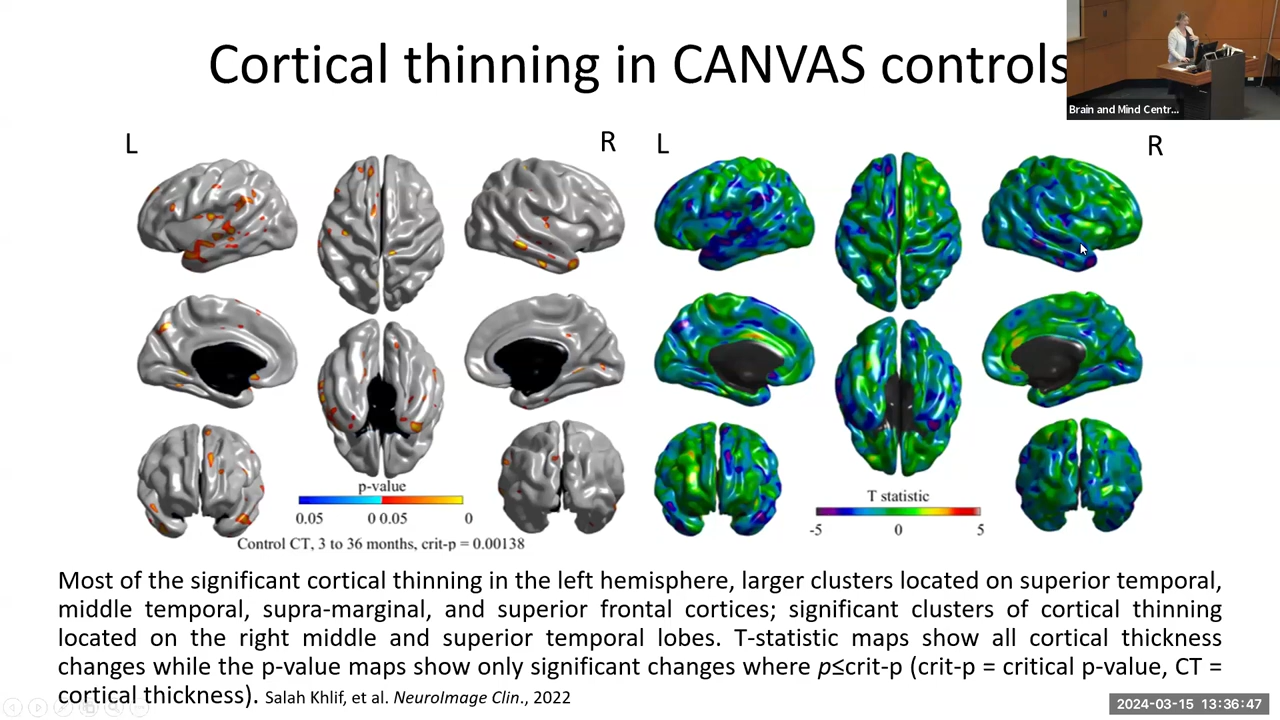 Cortical thinning in CANVAS controls
Brain and Mind Centr...
L
R
L
R
p-value
0.05
0 0.05
0
Control CT, 3 to 36 months, crit-p = 0.00138
T statistic
-5
0
5
Most of the significant cortical thinning in the left hemisphere, larger clusters located on superior temporal,
middle temporal, supra-marginal, and superior frontal cortices; significant clusters of cortical thinning
located on the right middle and superior temporal lobes. T-statistic maps show all cortical thickness
changes while the p-value maps show only significant changes where p≤crit-p (crit-p = critical p-value, CT =
cortical thickness). Salah Khlif, et al. NeuroImage Clin., 2022
2024-03-15 13:36:47